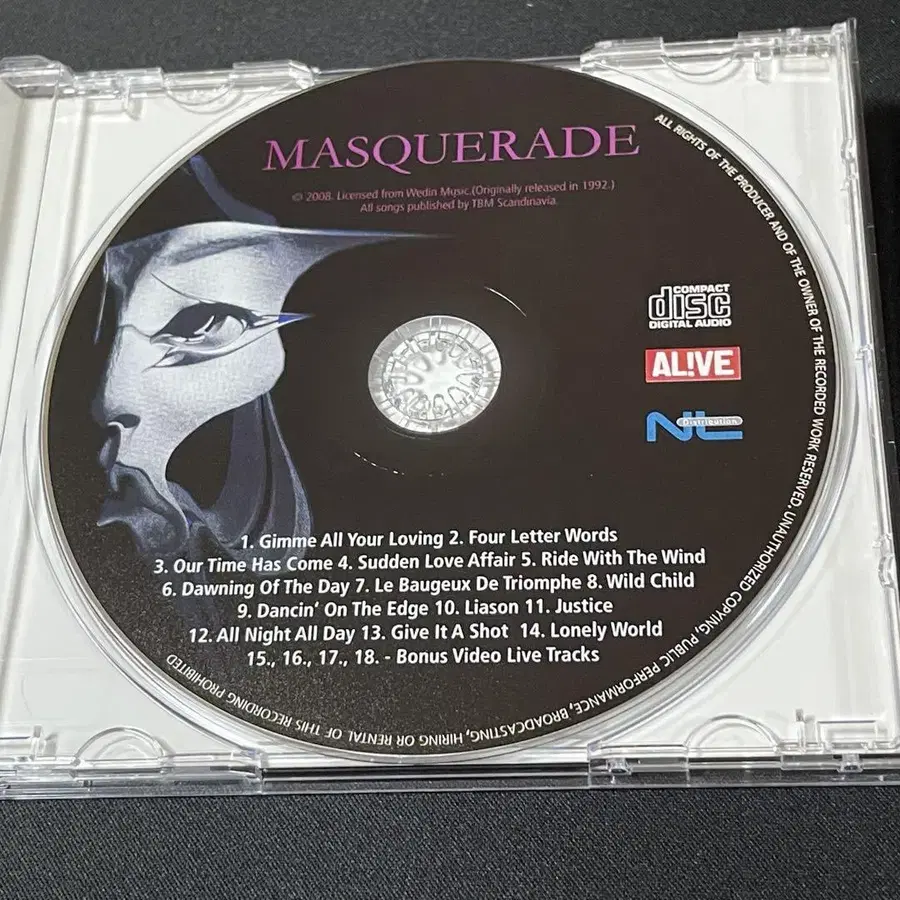 MASQUERADE
© 2008. Licensed from Wedin Music.(Originally released in 1992.)
All songs published by TBM Scandinavia.
COMPACT
disc
DIGITAL AUDIO
AL!VE
NL Distribution
1. Gimme All Your Loving 2. Four Letter Words
3. Our Time Has Come 4. Sudden Love Affair 5. Ride With The Wind
6. Dawning Of The Day 7. Le Baugeux De Triomphe 8. Wild Child
9. Dancin' On The Edge 10. Liason 11. Justice
12. All Night All Day 13. Give It A Shot 14. Lonely World
15., 16., 17., 18. - Bonus Video Live Tracks
ALL RIGHTS OF THE PRODUCER AND OF THE OWNER OF THE RECORDED WORK RESERVED. UNAUTHORIZED COPYING, PUBLIC PERFORMANCE, BROADCASTING, HIRING OR RENTAL OF THIS RECORDING PROHIBITED